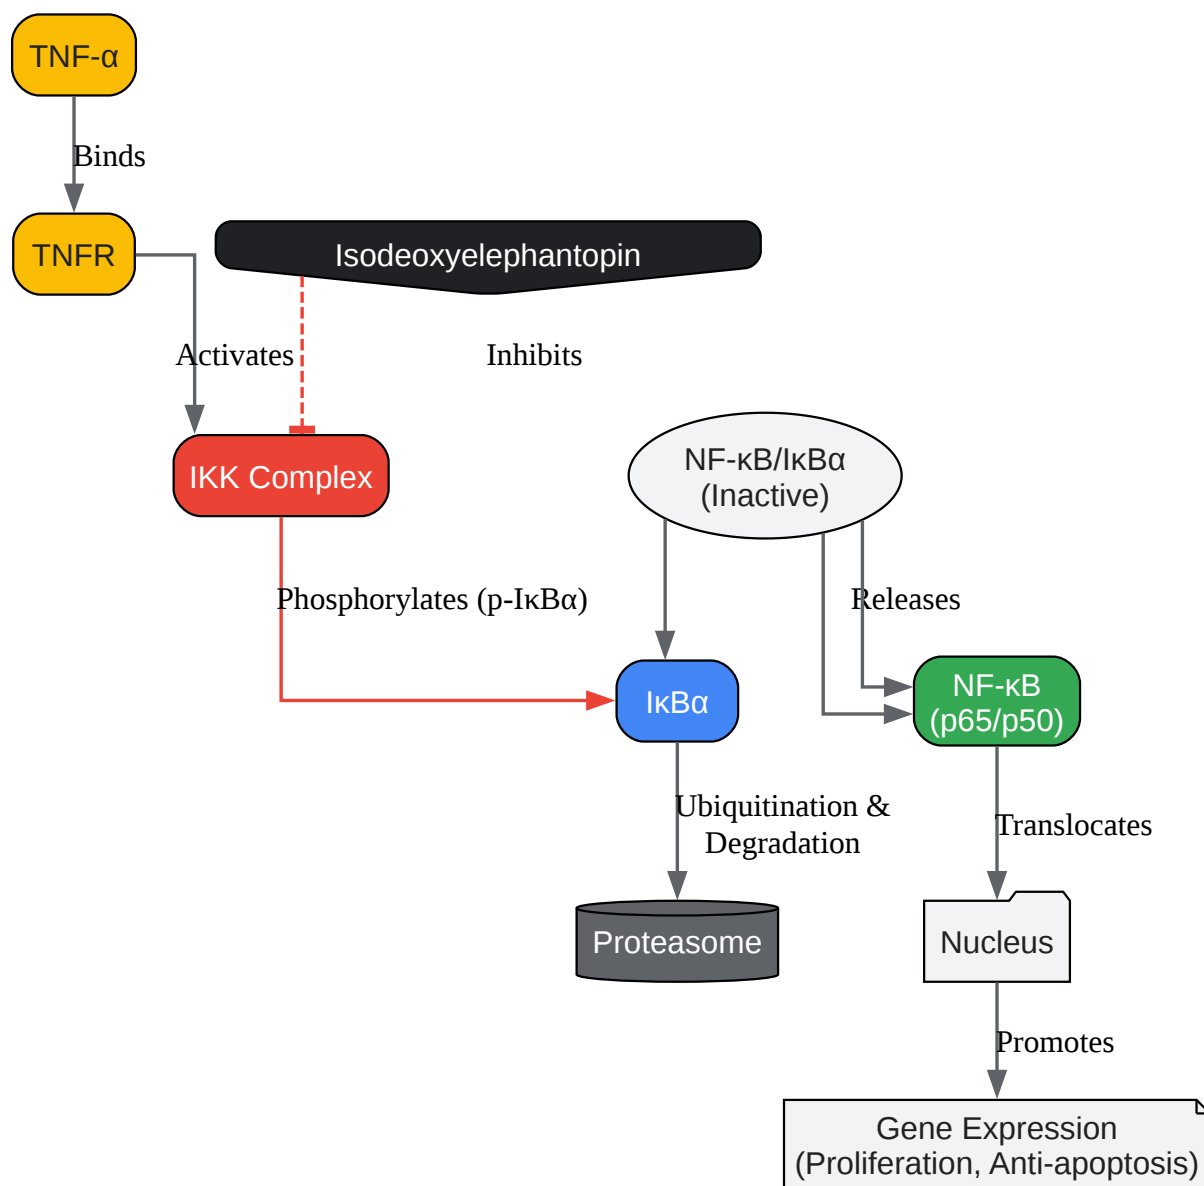 TNF-α
Binds
TNFR
Isodeoxyelephantopin
Activates
Inhibits
IKK Complex
NF-κB/IκBα
(Inactive)
Phosphorylates (p-IκBα)
Releases
IκBα
NF-κB
(p65/p50)
Ubiquitination &
Degradation
Translocates
Proteasome
Nucleus
Promotes
Gene Expression
(Proliferation, Anti-apoptosis)